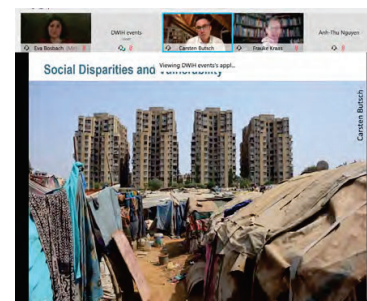 DWIH events
Anh-Thu Nguyen
Eva Bosbach
Carsten Butsch
Frauke Kraas
Viewing DWIH events's appl...
Social Disparities and Vulnerability
Carsten Butsch